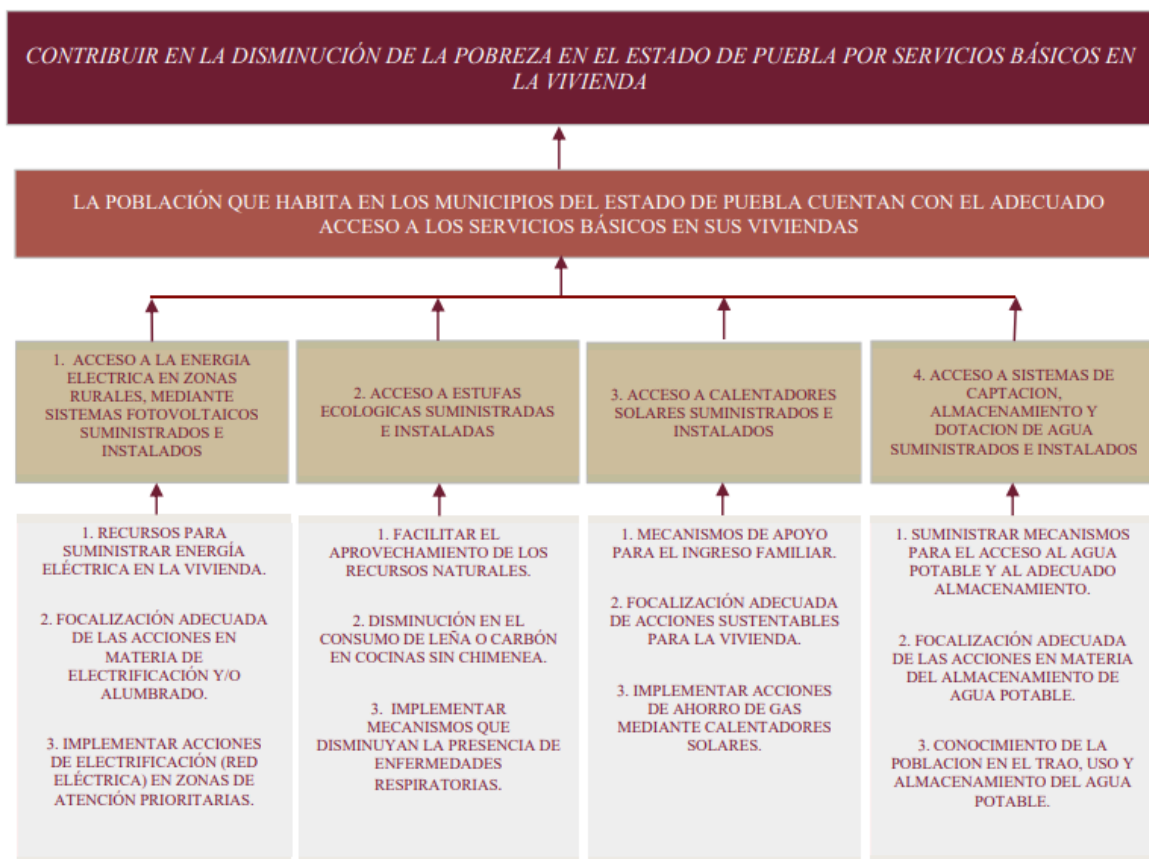 CONTRIBUIR EN LA DISMINUCIÓN DE LA POBREZA EN EL ESTADO DE PUEBLA POR SERVICIOS BÁSICOS EN
LA VIVIENDA
LA POBLACIÓN QUE HABITA EN LOS MUNICIPIOS DEL ESTADO DE PUEBLA CUENTAN CON EL ADECUADO
ACCESO A LOS SERVICIOS BÁSICOS EN SUS VIVIENDAS
1. ACCESO A LA ENERGIA
ELECTRICA EN ZONAS
RURALES, MEDIANTE
SISTEMAS FOTOVOLTAICOS
SUMINISTRADOS E
INSTALADOS
2. ACCESO A ESTUFAS
ECOLOGICAS SUMINISTRADAS
E INSTALADAS
3. ACCESO A CALENTADORES
SOLARES SUMINISTRADOS E
INSTALADOS
4. ACCESO A SISTEMAS DE
CAPTACION,
ALMACENAMIENTO Y
DOTACION DE AGUA
SUMINISTRADOS E INSTALADOS
1. RECURSOS PARA
SUMINISTRAR ENERGÍA
ELÉCTRICA EN LA VIVIENDA.
2. FOCALIZACIÓN ADECUADA
DE LAS ACCIONES EN
MATERIA DE
ELECTRIFICACIÓN Y/O
ALUMBRADO.
3. IMPLEMENTAR ACCIONES
DE ELECTRIFICACIÓN (RED
ELÉCTRICA) EN ZONAS DE
ATENCIÓN PRIORITARIAS.
1. FACILITAR EL
APROVECHAMIENTO DE LOS
RECURSOS NATURALES.
2. DISMINUCIÓN EN EL
CONSUMO DE LEÑA O CARBÓN
EN COCINAS SIN CHIMENEA.
3. IMPLEMENTAR
MECANISMOS QUE
DISMINUYAN LA PRESENCIA DE
ENFERMEDADES
RESPIRATORIAS.
1. MECANISMOS DE APOYO
PARA EL INGRESO FAMILIAR.
2. FOCALIZACIÓN ADECUADA
DE ACCIONES SUSTENTABLES
PARA LA VIVIENDA.
3. IMPLEMENTAR ACCIONES
DE AHORRO DE GAS
MEDIANTE CALENTADORES
SOLARES.
1. SUMINISTRAR MECANISMOS
PARA EL ACCESO AL AGUA
POTABLE Y AL ADECUADO
ALMACENAMIENTO.
2. FOCALIZACIÓN ADECUADA
DE LAS ACCIONES EN MATERIA
DEL ALMACENAMIENTO DE
AGUA POTABLE.
3. CONOCIMIENTO DE LA
POBLACION EN EL TRAO, USO Y
ALMACENAMIENTO DEL AGUA
POTABLE.